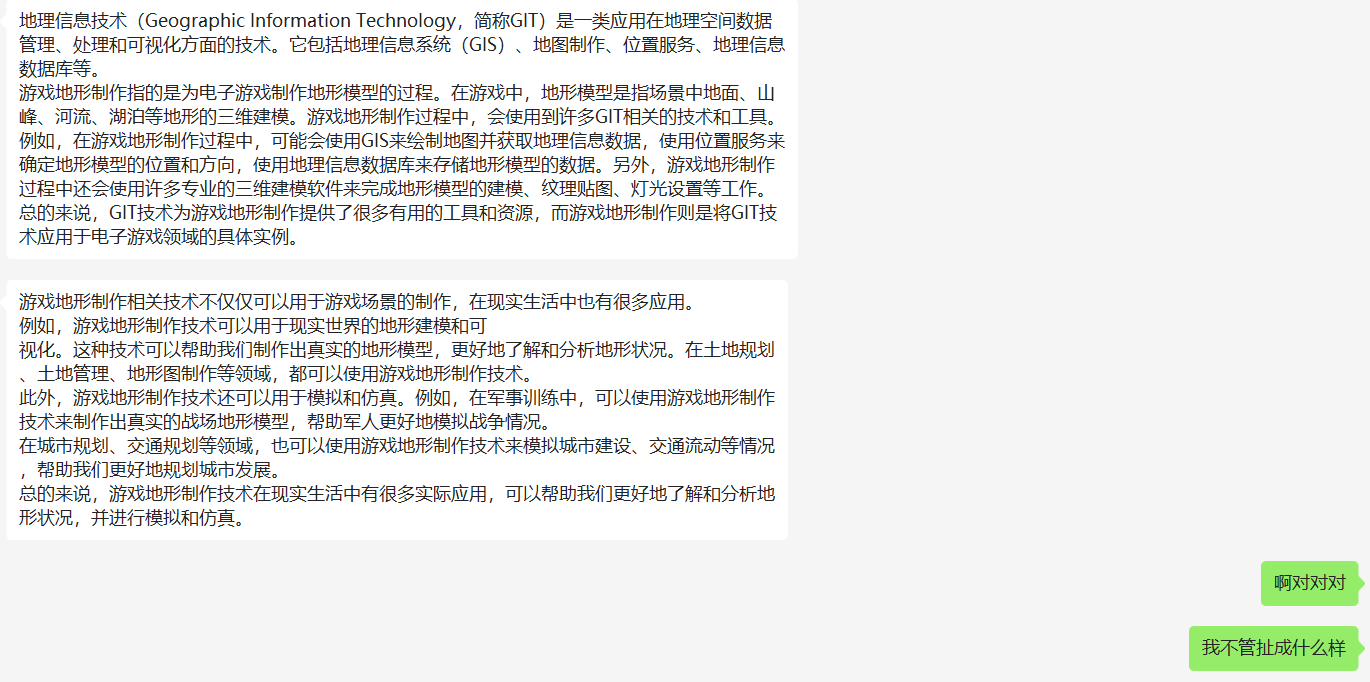 地理信息技术（Geographic Information Technology，简称GIT）是一类应用在地理空间数据
管理、处理和可视化方面的技术。它包括地理信息系统（GIS）、地图制作、位置服务、地理信息
数据库等。
游戏地形制作指的是为电子游戏制作地形模型的过程。在游戏中，地形模型是指场景中地面、山
峰、河流、湖泊等地形的三维建模。游戏地形制作过程中，会使用到许多GIT相关的技术和工具。
例如，在游戏地形制作过程中，可能会使用GIS来绘制地图并获取地理信息数据，使用位置服务来
确定地形模型的位置和方向，使用地理信息数据库来存储地形模型的数据。另外，游戏地形制作
过程中还会使用许多专业的三维建模软件来完成地形模型的建模、纹理贴图、灯光设置等工作。
总的来说，GIT技术为游戏地形制作提供了很多有用的工具和资源，而游戏地形制作则是将GIT技
术应用于电子游戏领域的具体实例。
游戏地形制作相关技术不仅仅可以用于游戏场景的制作，在现实生活中也有很多应用。
例如，游戏地形制作技术可以用于现实世界的地形建模和可
视化。这种技术可以帮助我们制作出真实的地形模型，更好地了解和分析地形状况。在土地规划
、土地管理、地形图制作等领域，都可以使用游戏地形制作技术。
此外，游戏地形制作技术还可以用于模拟和仿真。例如，在军事训练中，可以使用游戏地形制作
技术来制作出真实的战场地形模型，帮助军人更好地模拟战争情况。
在城市规划、交通规划等领域，也可以使用游戏地形制作技术来模拟城市建设、交通流动等情况
，帮助我们更好地规划城市发展。
总的来说，游戏地形制作技术在现实生活中有很多实际应用，可以帮助我们更好地了解和分析地
形状况，并进行模拟和仿真。
啊对对对
我不管扯成什么样